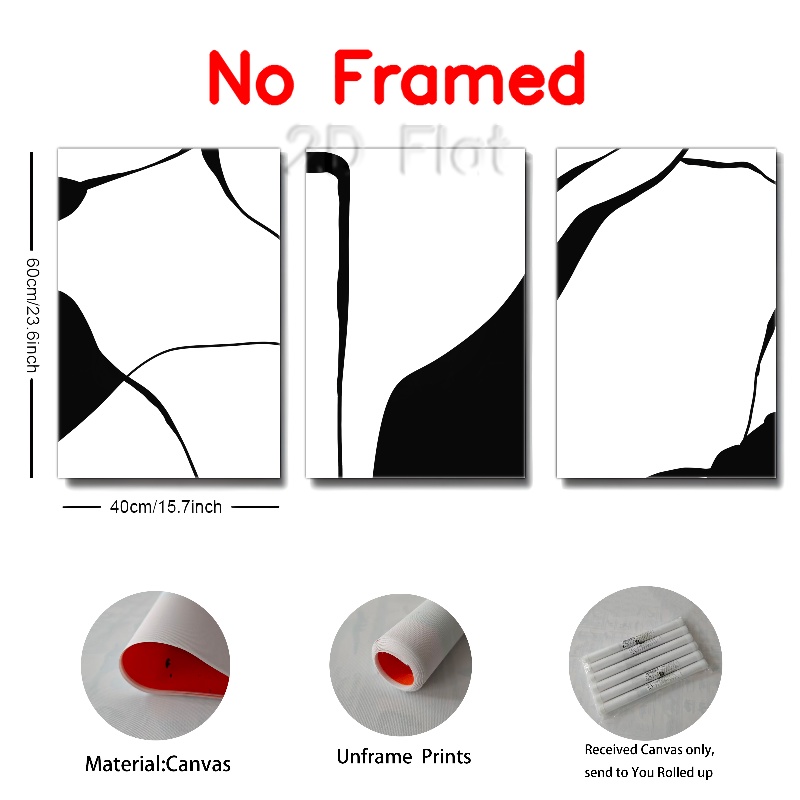 No Framed
2D Flat
60cm/23.6inch
40cm/15.7inch
Material:Canvas
Unframe Prints
Received Canvas only,
send to You Rolled up